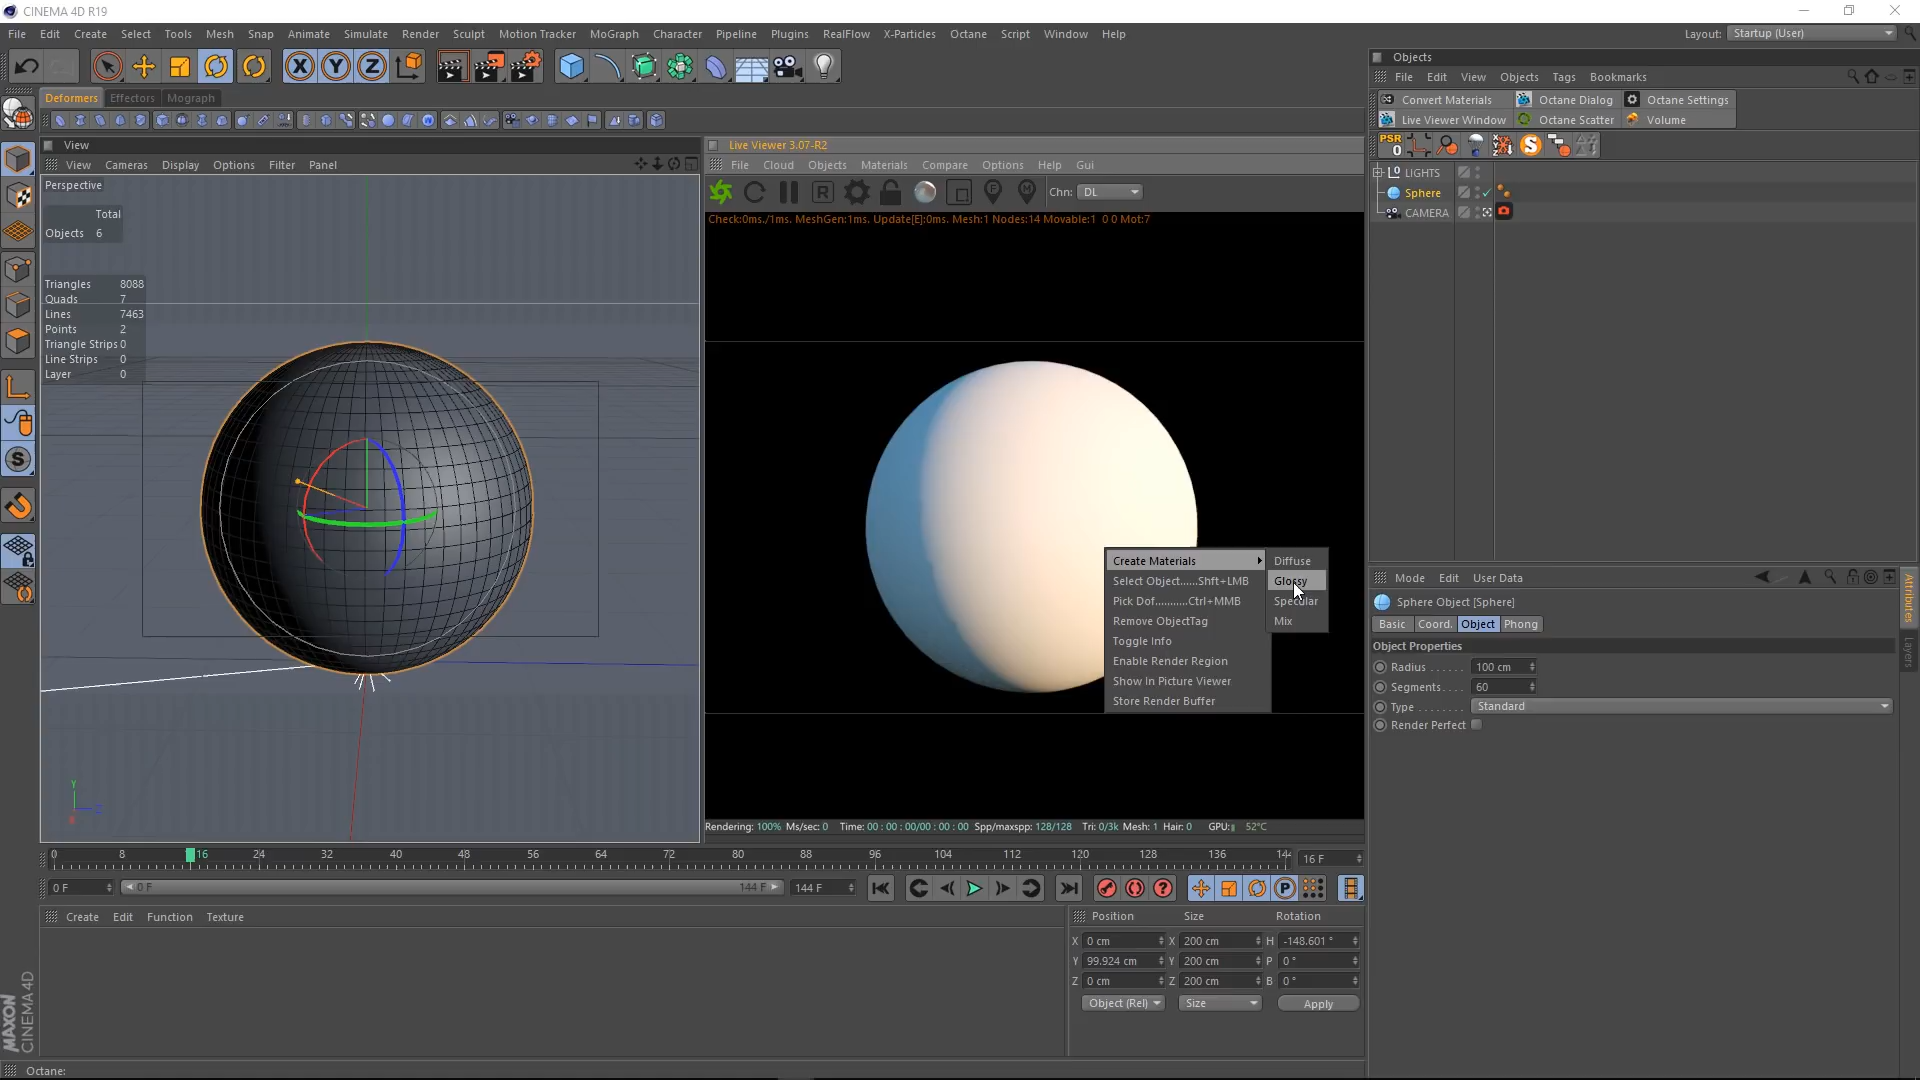 CINEMA 4D R19
File Edit Create Select Tools Mesh Snap Animate Simulate Render Sculpt Motion Tracker MoGraph Character Pipeline Plugins RealFlow X-Particles Octane Script Window Help
Layout: Startup (User)
Deformers Effectors Mograph
View
View Cameras Display Options Filter Panel
Perspective
Total
Objects 6
Triangles 8088
Quads 7
Lines 7463
Points 2
Triangle Strips 0
Line Strips 0
Layer 0
Y
Live Viewer 3.07-R2
File Cloud Objects Materials Compare Options Help Gui
R
Chn: DL
Check:0ms./1ms. MeshGen:1ms. Update[E]:0ms. Mesh:1 Nodes:14 Movable:1 0 0 Mot:7
Create Materials
Select Object......Shft+LMB
Pick Dof...........Ctrl+MMB
Remove ObjectTag
Toggle Info
Enable Render Region
Show In Picture Viewer
Store Render Buffer
Diffuse
Glossy
Specular
Mix
Rendering: 100% Ms/sec: 0 Time: 00 : 00 : 00/00 : 00 : 00 Spp/maxspp: 128/128 Tri: 0/3k Mesh: 1 Hair: 0 GPU: 52°C
Objects
File Edit View Objects Tags Bookmarks
Convert Materials Octane Dialog Octane Settings
Live Viewer Window Octane Scatter Volume
PSR
0
LIGHTS
Sphere
CAMERA
Mode Edit User Data
Sphere Object [Sphere]
Basic Coord. Object Phong
Object Properties
Radius . . . . . . 100 cm
Segments. . . . 60
Type . . . . . . . . Standard
Render Perfect
Attributes
Layers
0 8 16 24 32 40 48 56 64 72 80 88 96 104 112 120 128 136 144
16 F
0 F 0 F 144 F 144 F
Create Edit Function Texture
Position Size Rotation
X 0 cm X 200 cm H -148.601 °
Y 99.924 cm Y 200 cm P 0 °
Z 0 cm Z 200 cm B 0 °
Object (Rel) Size Apply
MAXON
CINEMA 4D
Octane: